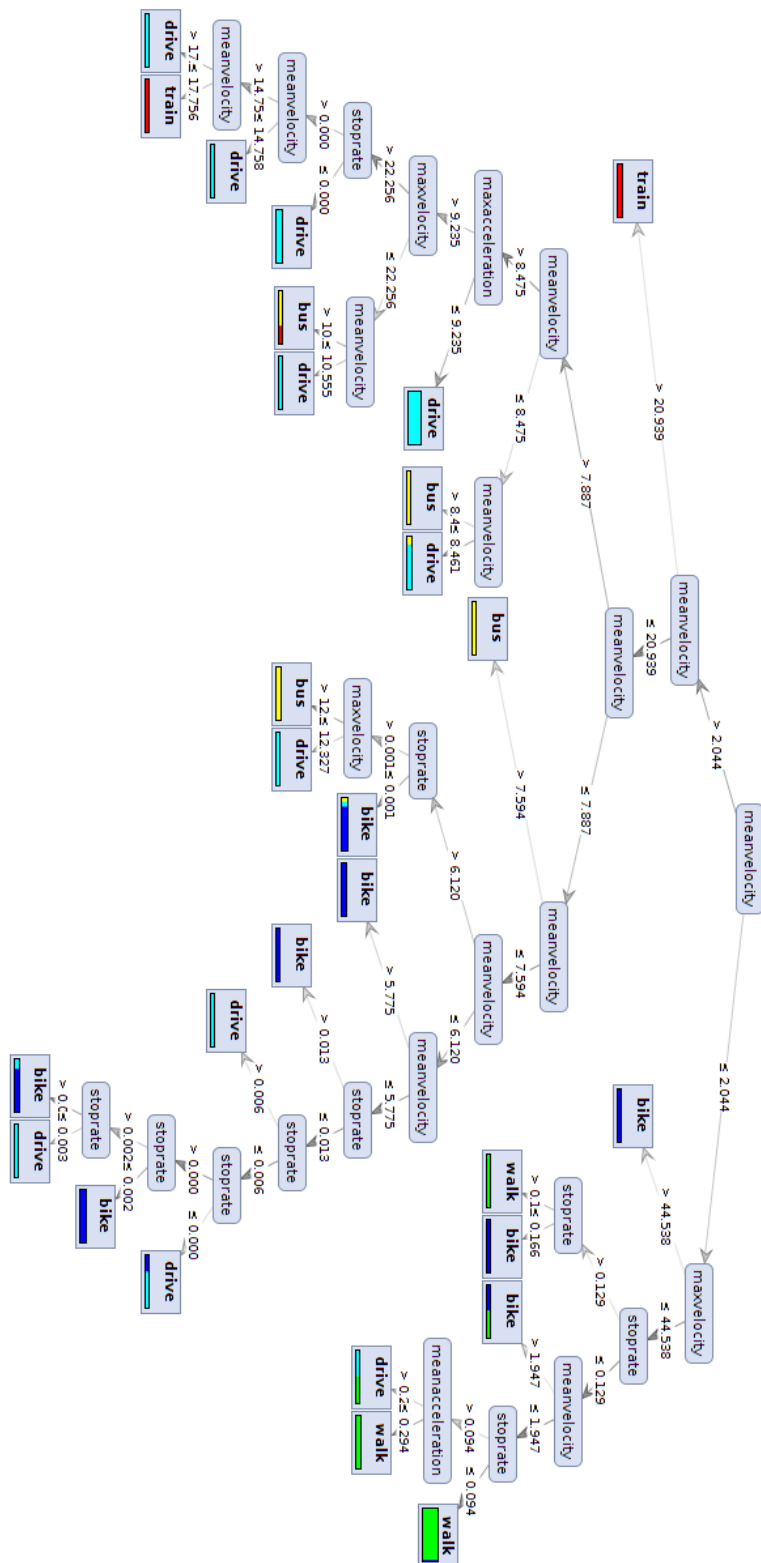 meanvelocity
> 2.044
≤ 2.044
meanvelocity
maxvelocity
> 20.939
≤ 20.939
> 44.538
≤ 44.538
train
meanvelocity
bike
stoprate
> 7.887
≤ 7.887
> 0.129
≤ 0.129
meanvelocity
meanvelocity
stoprate
meanvelocity
> 8.475
≤ 8.475
> 7.594
≤ 7.594
> 0.1
≤ 0.166
> 1.947
≤ 1.947
maxacceleration
meanvelocity
bus
meanvelocity
walk
bike
bike
stoprate
> 9.235
≤ 9.235
> 8.4
≤ 8.461
> 6.120
≤ 6.120
> 0.094
≤ 0.094
maxvelocity
drive
bus
drive
stoprate
meanvelocity
meanacceleration
walk
> 22.256
≤ 22.256
> 0.001
≤ 0.001
> 5.775
≤ 5.775
> 0.2
≤ 0.294
stoprate
meanvelocity
maxvelocity
bike
bike
stoprate
drive
walk
> 0.000
≤ 0.000
> 10.
≤ 10.555
> 12
≤ 12.327
> 0.013
≤ 0.013
meanvelocity
drive
bus
drive
bus
drive
bike
stoprate
> 14.75
≤ 14.758
> 0.006
≤ 0.006
meanvelocity
drive
drive
stoprate
> 17.
≤ 17.756
> 0.000
≤ 0.000
drive
train
stoprate
drive
> 0.002
≤ 0.002
stoprate
bike
> 0.0
≤ 0.003
bike
drive